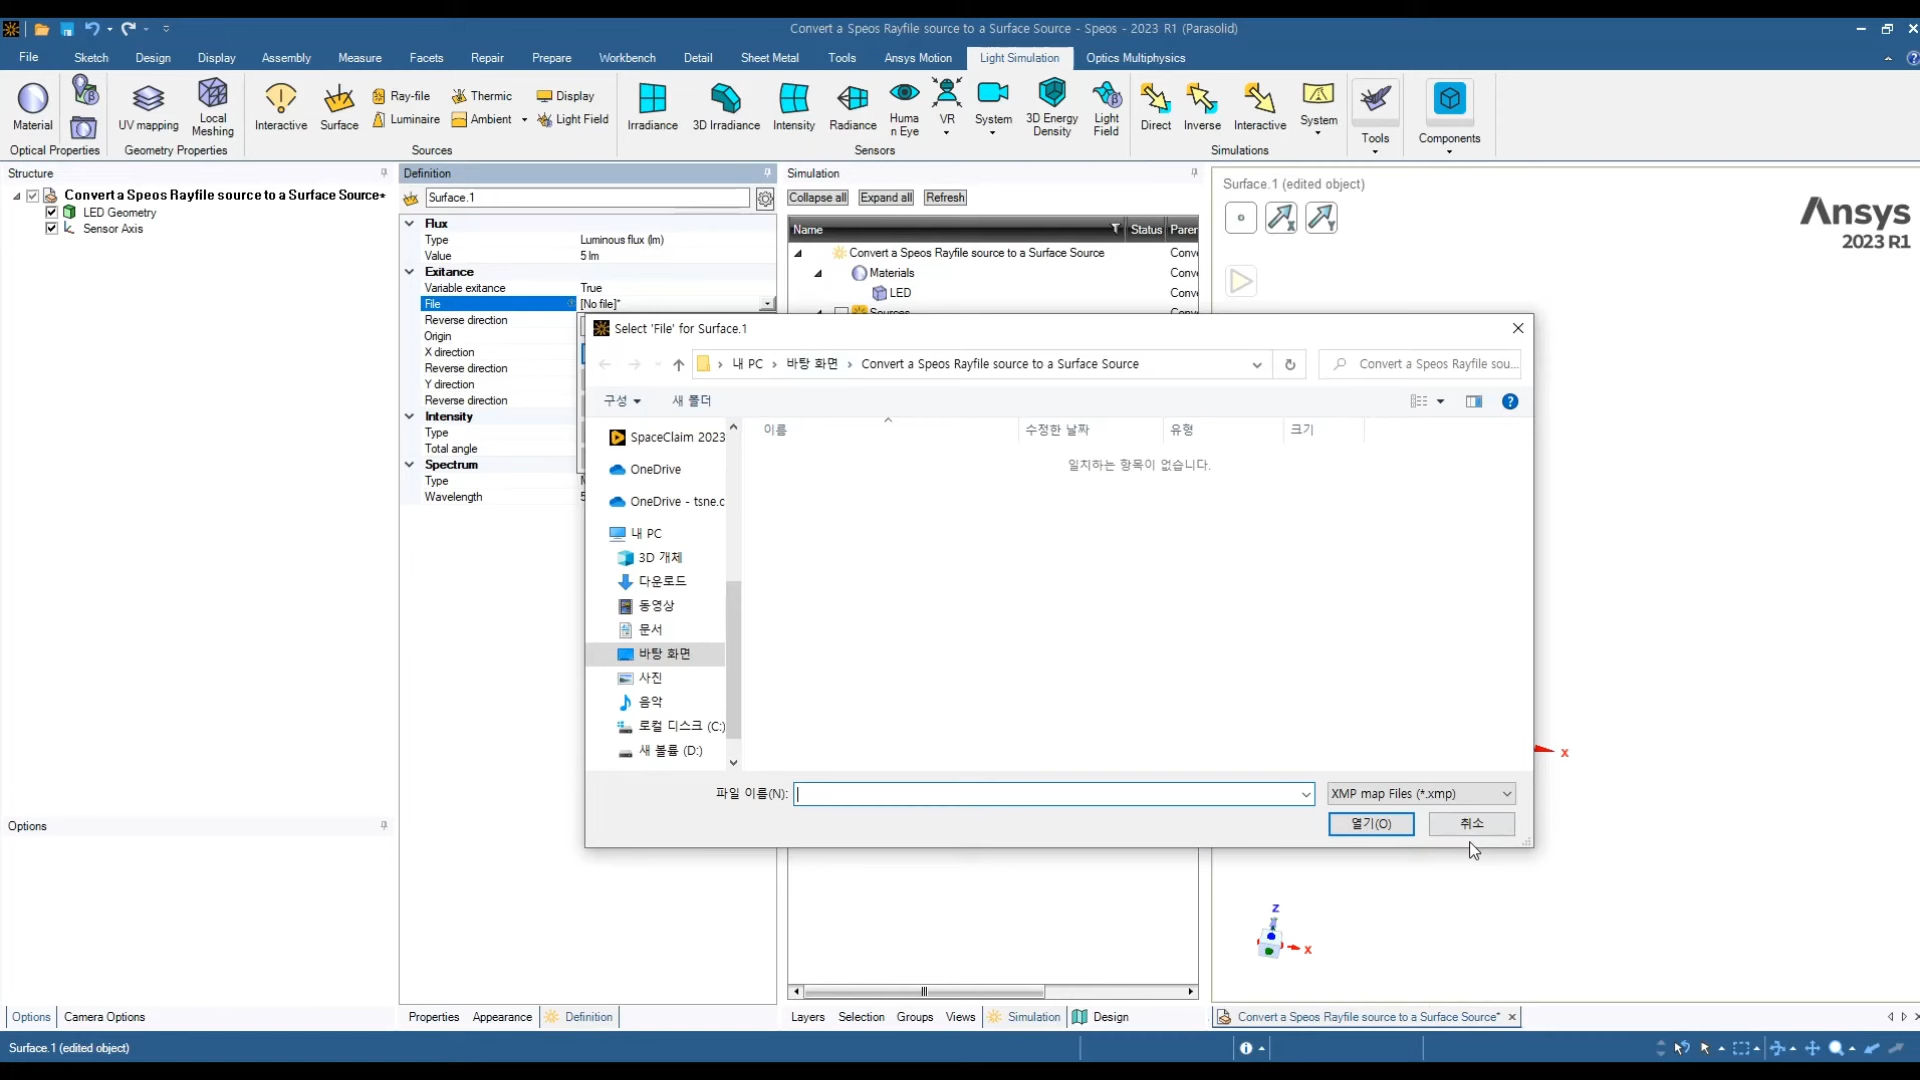 Convert a Speos Rayfile source to a Surface Source - Speos - 2023 R1 (Parasolid)
File Sketch Design Display Assembly Measure Facets Repair Prepare Workbench Detail Sheet Metal Tools Ansys Motion Light Simulation Optics Multiphysics
Material
UV mapping
Local Meshing
Interactive
Surface
Ray-file
Luminaire
Thermic
Ambient
Display
Light Field
Irradiance
3D Irradiance
Intensity
Radiance
Huma n Eye
VR
System
3D Energy Density
Light Field
Direct
Inverse
Interactive
System
Tools
Components
Optical Properties
Geometry Properties
Sources
Sensors
Simulations
Structure
Convert a Speos Rayfile source to a Surface Source*
LED Geometry
Sensor Axis
Options
Options
Camera Options
Surface.1 (edited object)
Definition
Surface.1
Flux
Type Luminous flux (lm)
Value 5 lm
Exitance
Variable exitance True
File [No file]*
Reverse direction
Origin
X direction
Reverse direction
Y direction
Reverse direction
Intensity
Type
Total angle
Spectrum
Type
Wavelength
Properties
Appearance
Definition
Simulation
Collapse all
Expand all
Refresh
Name Status Paren
Convert a Speos Rayfile source to a Surface Source Conve
Materials Conve
LED Conve
Sources
Layers
Selection
Groups
Views
Simulation
Design
Surface.1 (edited object)
Ansys
2023 R1
Select 'File' for Surface.1
내 PC › 바탕 화면 › Convert a Speos Rayfile source to a Surface Source
Convert a Speos Rayfile sou...
구성
새 폴더
이름 수정한 날짜 유형 크기
일치하는 항목이 없습니다.
SpaceClaim 2023
OneDrive
OneDrive - tsne.c
내 PC
3D 개체
다운로드
동영상
문서
바탕 화면
사진
음악
로컬 디스크 (C:)
새 볼륨 (D:)
파일 이름(N):
XMP map Files (*.xmp)
열기(O)
취소
x
z
x
Convert a Speos Rayfile source to a Surface Source*